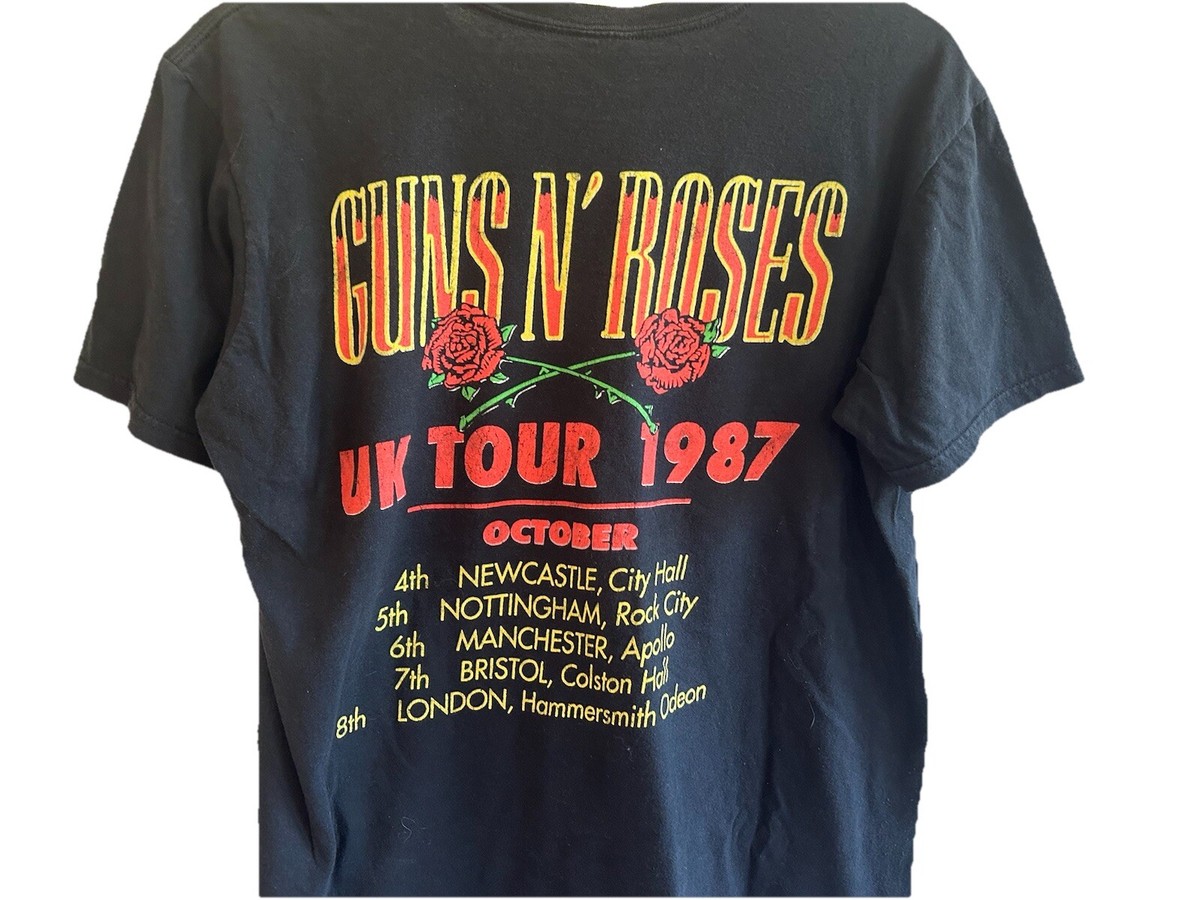 GUNS N' ROSES
UK TOUR 1987
OCTOBER
4th NEWCASTLE, City Hall
5th NOTTINGHAM, Rock City
6th MANCHESTER, Apollo
7th BRISTOL, Colston Hall
8th LONDON, Hammersmith Odeon